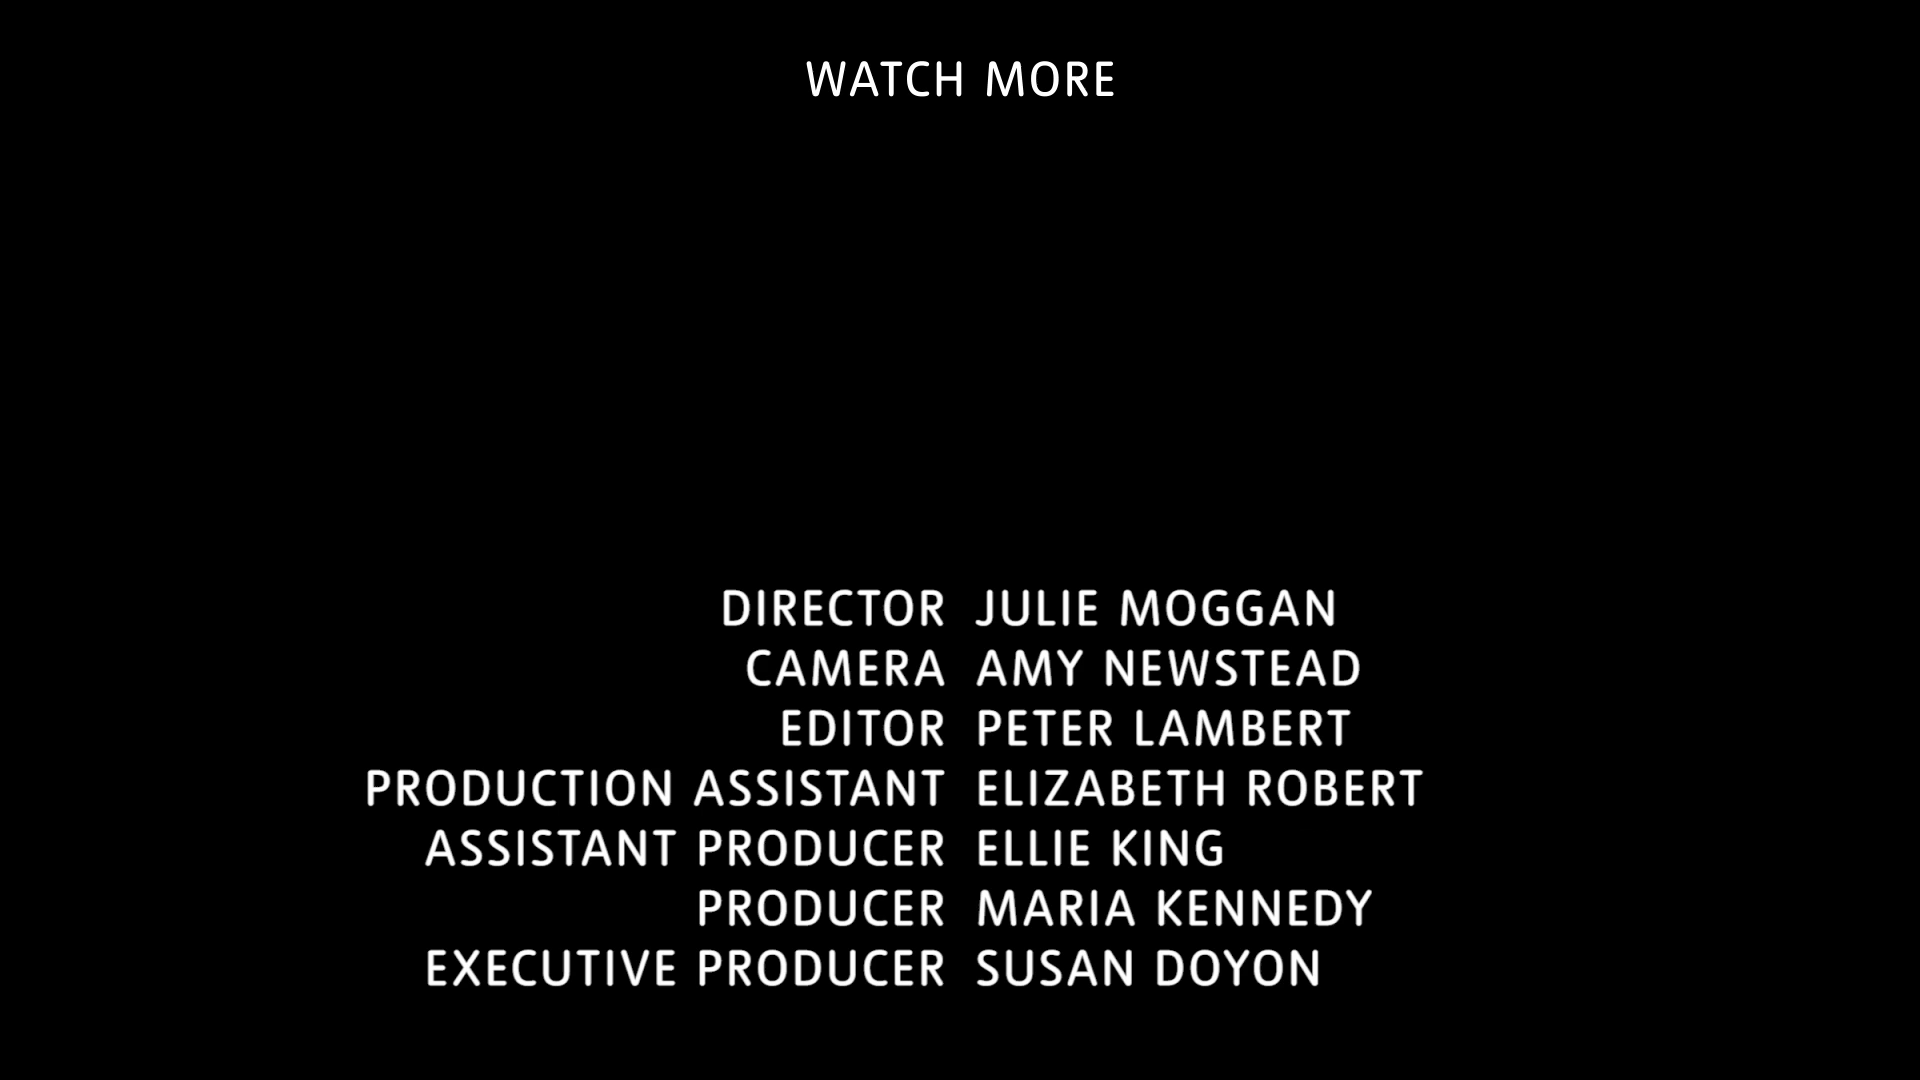 WATCH MORE
DIRECTOR JULIE MOGGAN
CAMERA AMY NEWSTEAD
EDITOR PETER LAMBERT
PRODUCTION ASSISTANT ELIZABETH ROBERT
ASSISTANT PRODUCER ELLIE KING
PRODUCER MARIA KENNEDY
EXECUTIVE PRODUCER SUSAN DOYON